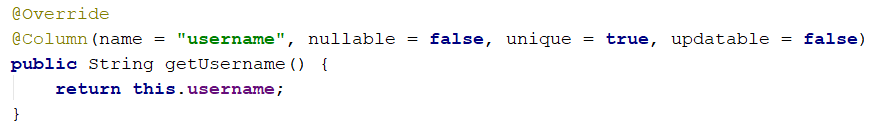 @Override
@Column(name = "username", nullable = false, unique = true, updatable = false)
public String getUsername() {
    return this.username;
}